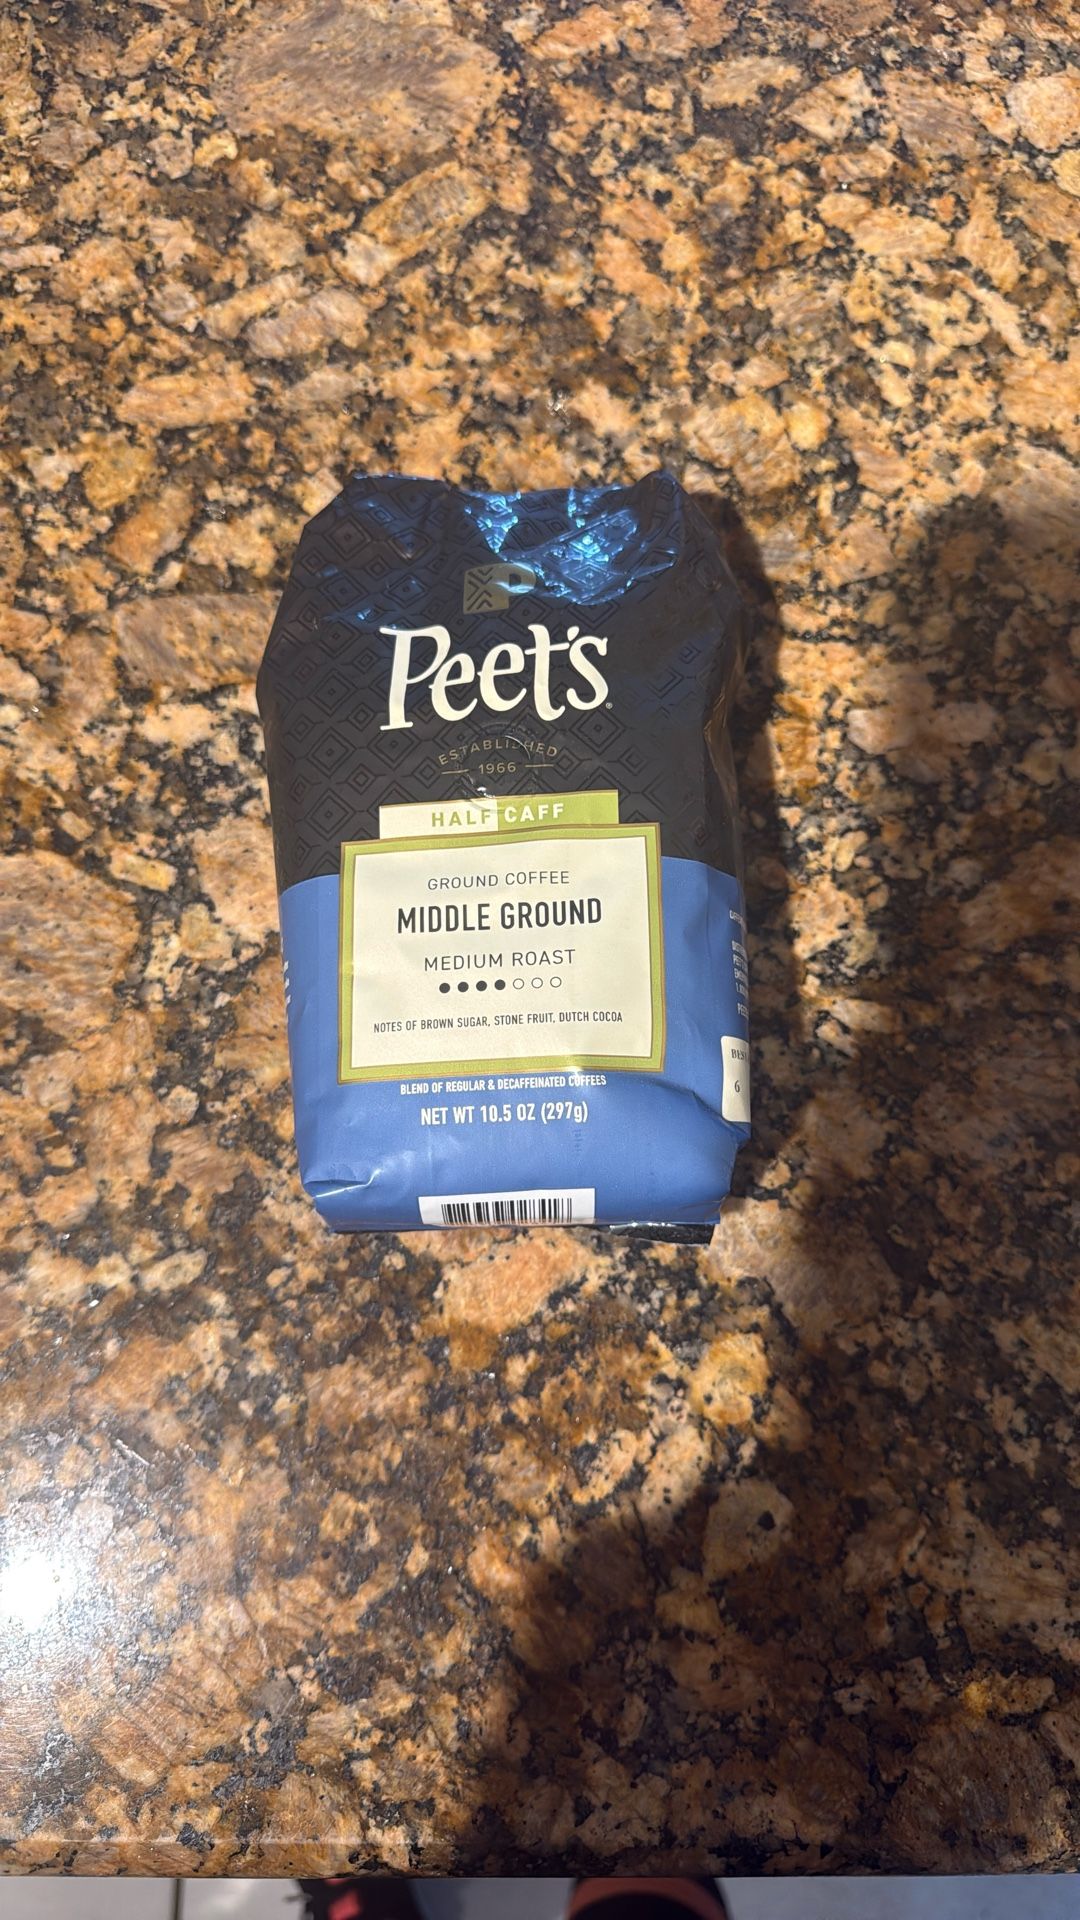 Peet's
ESTABLISHED
1966
HALF CAFF
GROUND COFFEE
MIDDLE GROUND
MEDIUM ROAST
NOTES OF BROWN SUGAR, STONE FRUIT, DUTCH COCOA
BLEND OF REGULAR & DECAFFEINATED COFFEES
NET WT 10.5 OZ (297g)
6